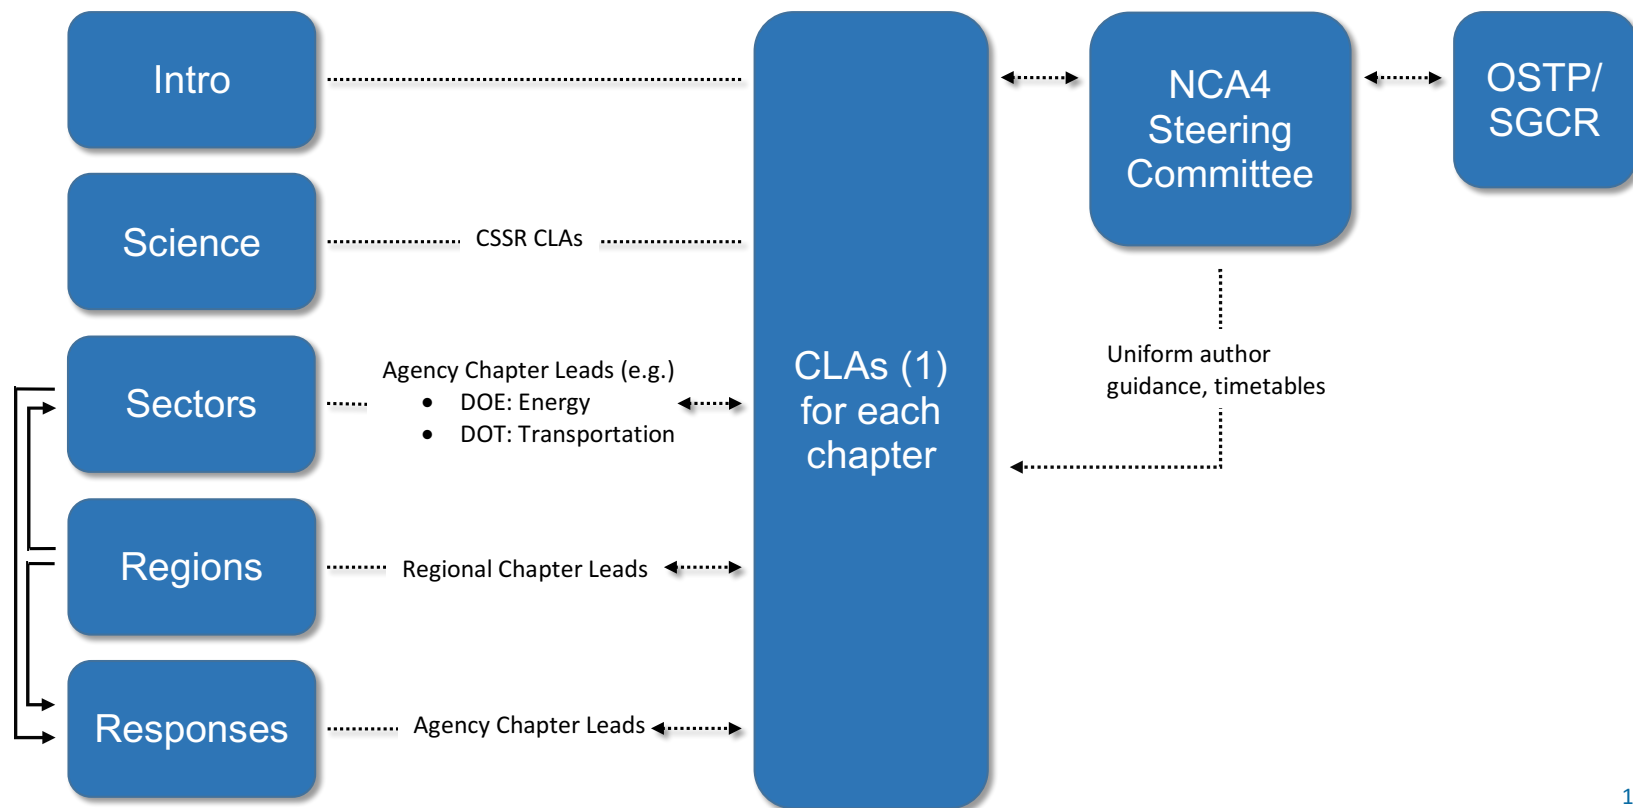 Intro
Science
CSSR CLAs
Sectors
Agency Chapter Leads (e.g.)
• DOE: Energy
• DOT: Transportation
Regions
Regional Chapter Leads
Responses
Agency Chapter Leads
CLAs (1)
for each
chapter
NCA4
Steering
Committee
OSTP/
SGCR
Uniform author
guidance, timetables
1